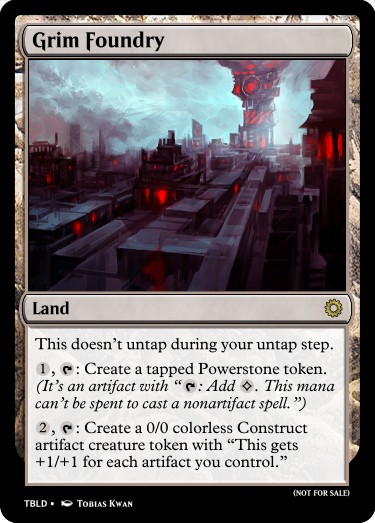 Grim Foundry
Land
This doesn't untap during your untap step.
1, T: Create a tapped Powerstone token.
(It's an artifact with “T: Add C. This mana
can't be spent to cast a nonartifact spell.”)
2, T: Create a 0/0 colorless Construct
artifact creature token with “This gets
+1/+1 for each artifact you control.”
(NOT FOR SALE)
TBLD • Tobias Kwan